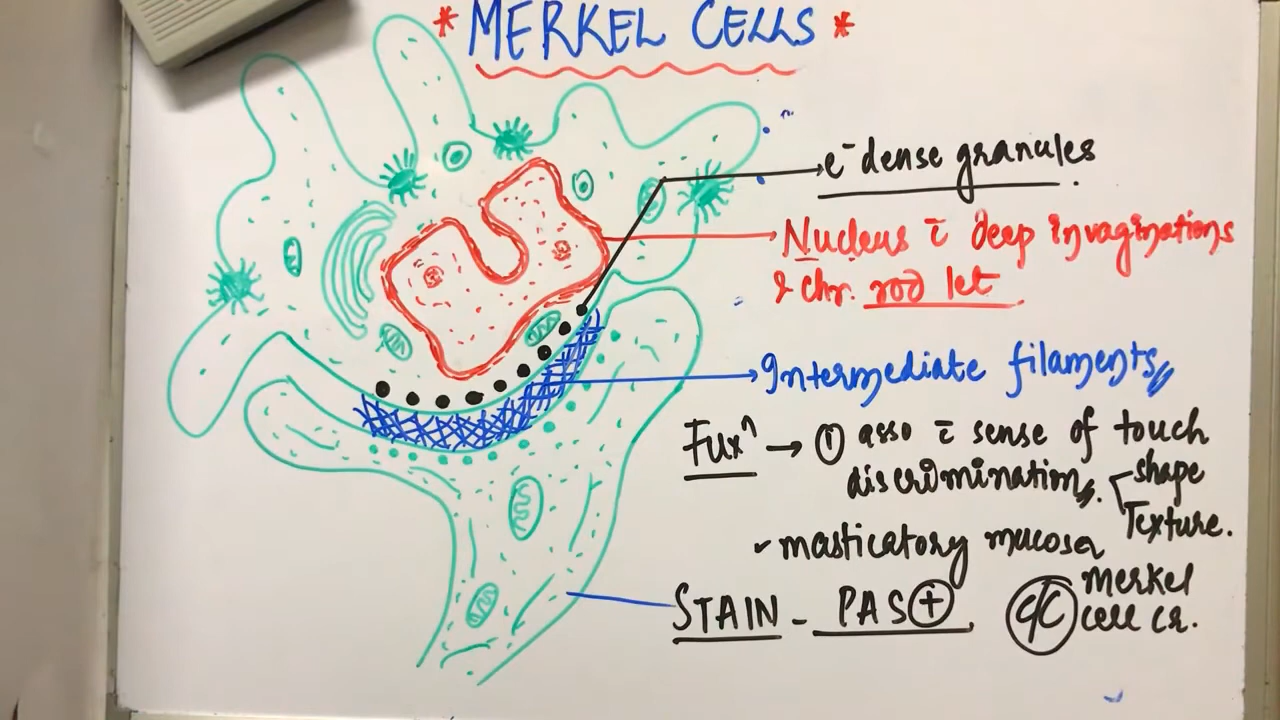 * MERKEL CELLS *
e⁻ dense granules
Nucleus c̄ deep invaginations
& chr. rod let
Intermediate filaments
Fuxⁿ → ① asso c̄ sense of touch
discrimination. shape
Texture.
masticatory mucosa
STAIN - PAS ⊕
C/C merkel
cell ca.